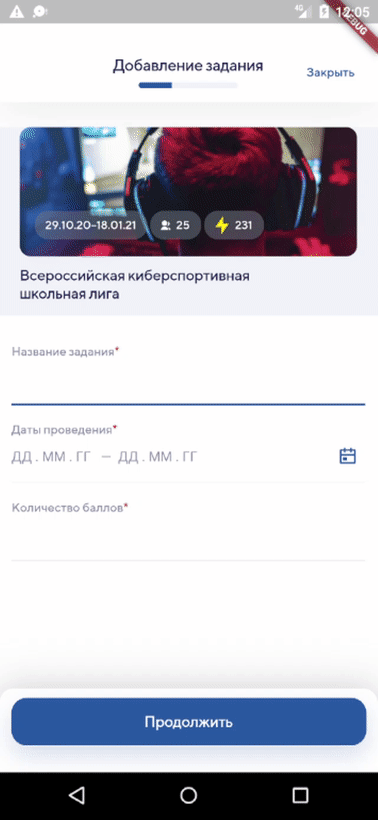 4G 12:05
DEBUG
Добавление задания
Закрыть
29.10.20–18.01.21 25 231
Всероссийская киберспортивная
школьная лига
Название задания*
Даты проведения*
ДД . ММ . ГГ — ДД . ММ . ГГ
Количество баллов*
Продолжить